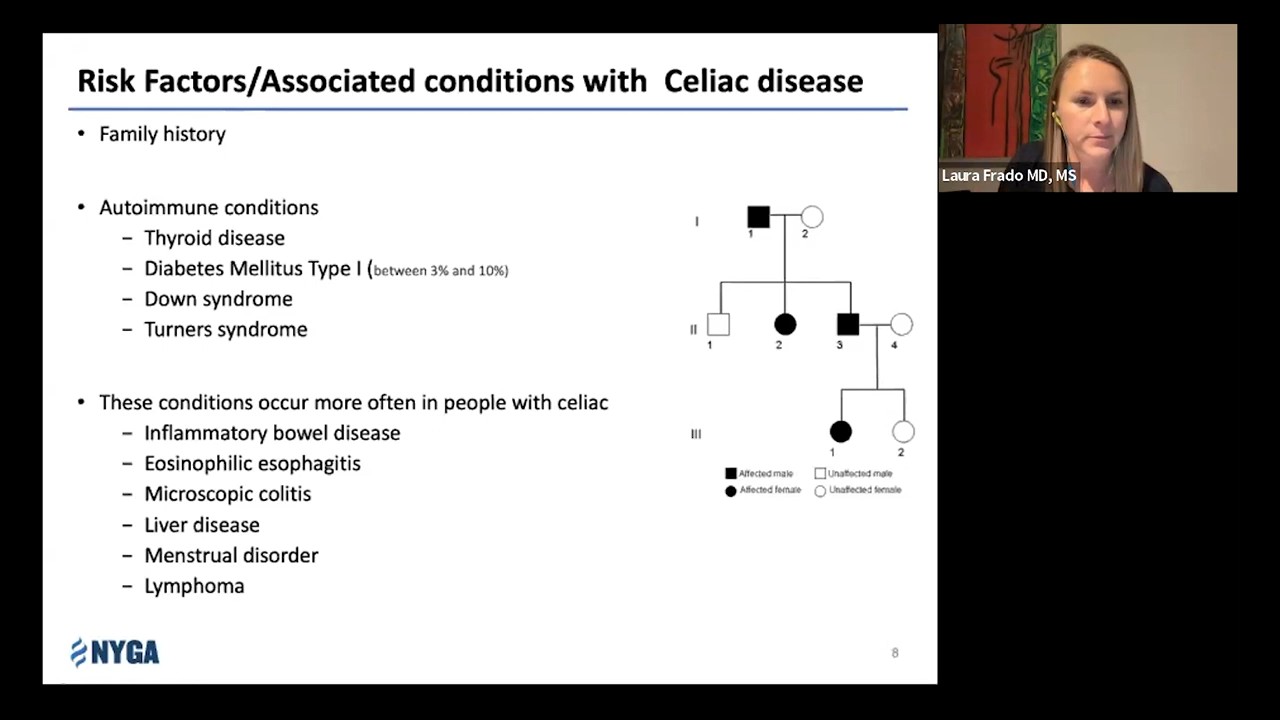 Risk Factors/Associated conditions with Celiac disease
• Family history
• Autoimmune conditions
– Thyroid disease
– Diabetes Mellitus Type I (between 3% and 10%)
– Down syndrome
– Turners syndrome
• These conditions occur more often in people with celiac
– Inflammatory bowel disease
– Eosinophilic esophagitis
– Microscopic colitis
– Liver disease
– Menstrual disorder
– Lymphoma
I
1 2
II
1 2 3 4
III
1 2
Affected male Unaffected male
Affected female Unaffected female
NYGA
8
Laura Frado MD, MS